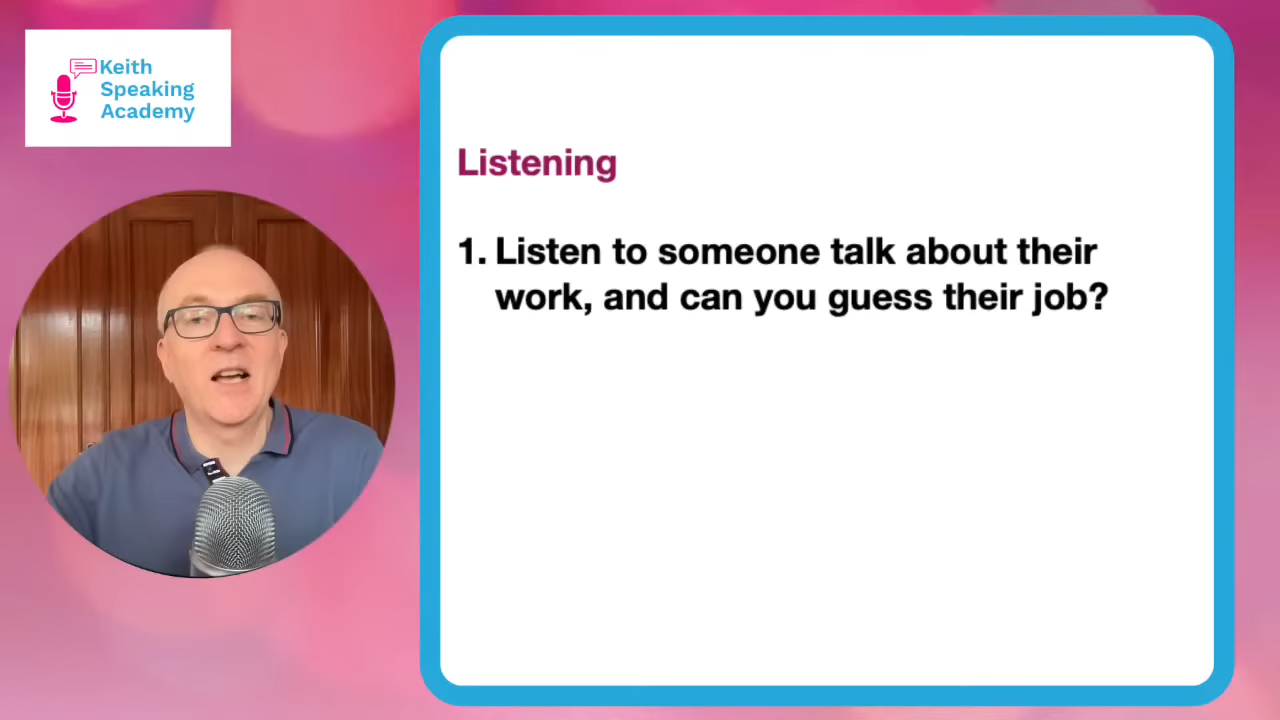 Keith
Speaking
Academy
Listening
1. Listen to someone talk about their
work, and can you guess their job?